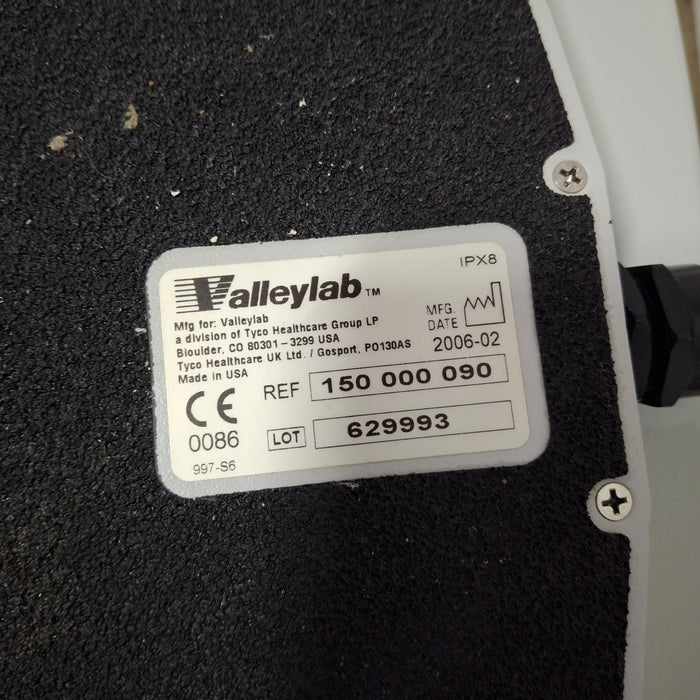 Valleylab™
IPX8
Mfg for: Valleylab
a division of Tyco Healthcare Group LP
Bioulder, CO 80301-3299 USA
Tyco Healthcare UK Ltd. / Gosport, PO130AS
Made in USA
MFG.
DATE
2006-02
REF 150 000 090
CE
0086
LOT 629993
997-S6